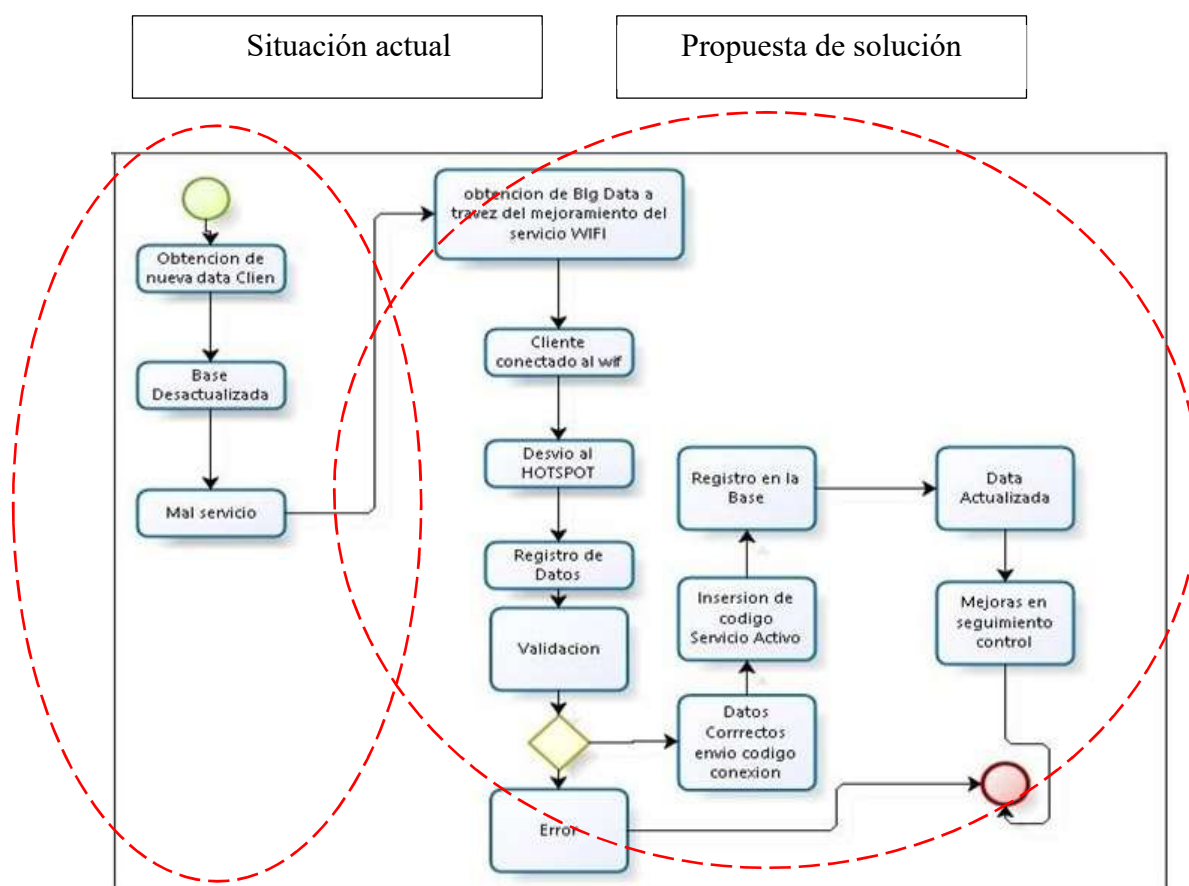 Situación actual
Propuesta de solución
Obtencion de
nueva data Clien
Base
Desactualizada
Mal servicio
obtencion de BIg Data a
travez del mejoramiento del
servicio WIFI
Cliente
conectado al wif
Desvio al
HOTSPOT
Registro de
Datos
Validacion
Error
Datos
Corrrectos
envio codigo
conexion
Insersion de
codigo
Servicio Activo
Registro en la
Base
Data
Actualizada
Mejoras en
seguimiento
control